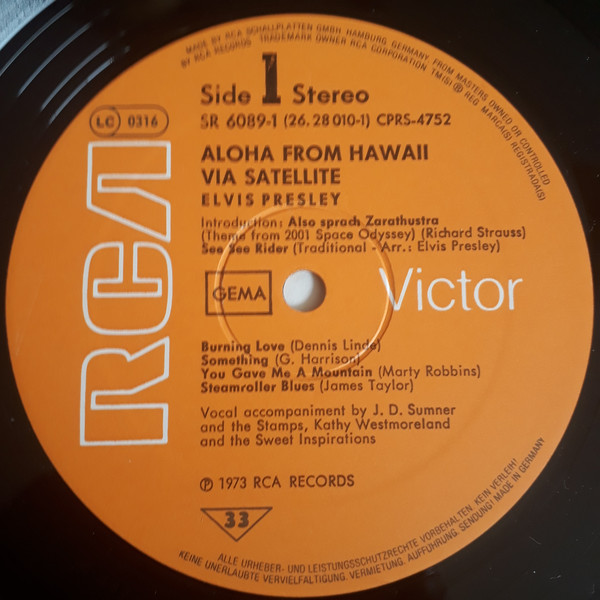 MADE BY RCA SCHALLPLATTEN GMBH. HAMBURG. GERMANY. FROM MASTERS OWNED OR CONTROLLED
BY RCA RECORDS TRADEMARK OWNER RCA CORPORATION TM(S) ® REG. MARCA(S) REGISTRADA(S)
Side 1 Stereo
LC 0316
SR 6089-1 (26.28 010-1) CPRS-4752
ALOHA FROM HAWAII
VIA SATELLITE
ELVIS PRESLEY
Introduction: Also sprach Zarathustra
(Theme from 2001 Space Odyssey) (Richard Strauss)
See See Rider (Traditional - Arr.: Elvis Presley)
RCA
GEMA
Victor
Burning Love (Dennis Linde)
Something (G. Harrison)
You Gave Me A Mountain (Marty Robbins)
Steamroller Blues (James Taylor)
Vocal accompaniment by J. D. Sumner
and the Stamps, Kathy Westmoreland
and the Sweet Inspirations
℗ 1973 RCA RECORDS
33
ALLE URHEBER- UND LEISTUNGSSCHUTZRECHTE VORBEHALTEN. KEIN VERLEIH!
KEINE UNERLAUBTE VERVIELFALTIGUNG. VERMIETUNG. AUFFUHRUNG. SENDUNG! MADE IN GERMANY